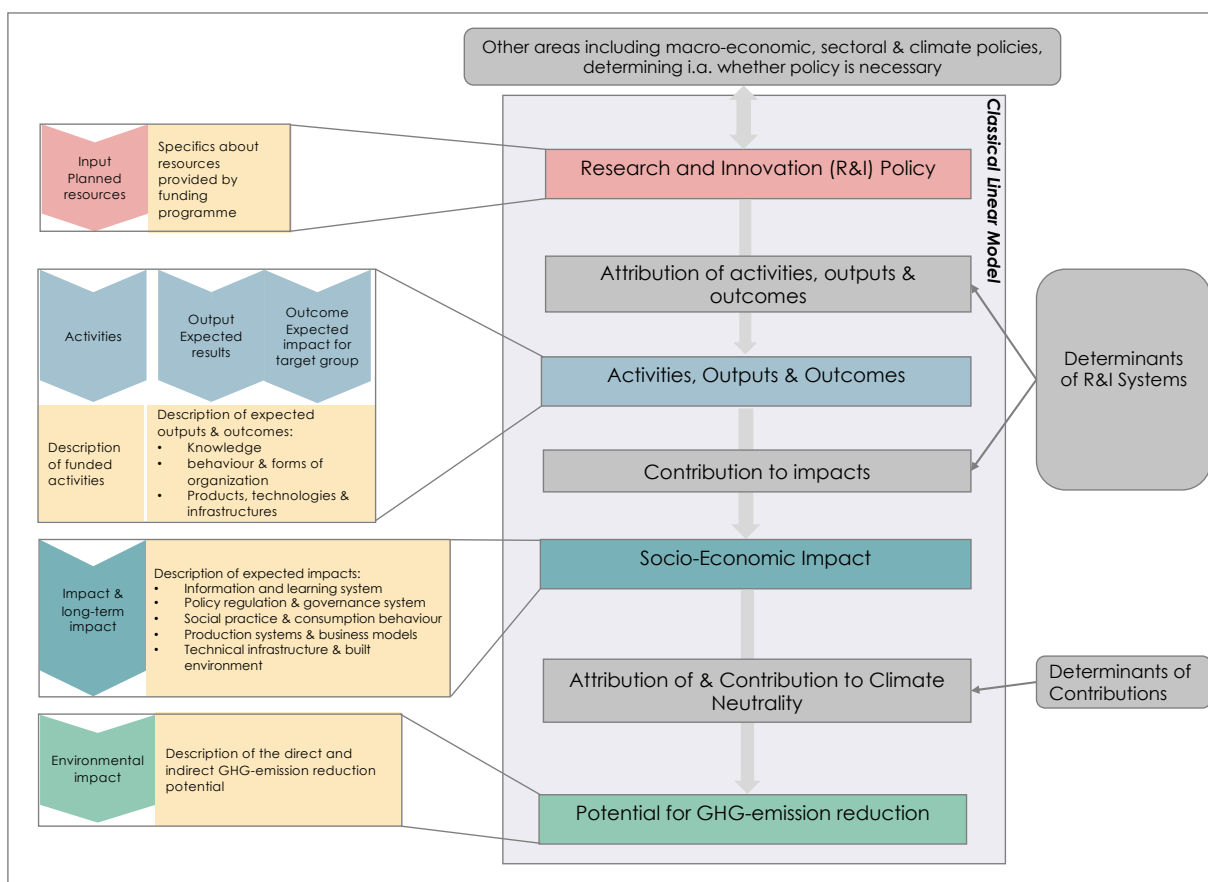 Other areas including macro-economic, sectoral & climate policies,
determining i.a. whether policy is necessary
Classical Linear Model
Input
Planned
resources
Specifics about
resources
provided by
funding
programme
Research and Innovation (R&I) Policy
Attribution of activities, outputs &
outcomes
Activities
Output
Expected
results
Outcome
Expected
impact for
target group
Activities, Outputs & Outcomes
Determinants
of R&I Systems
Description
of funded
activities
Description of expected
outputs & outcomes:
• Knowledge
• behaviour & forms of
organization
• Products, technologies &
infrastructures
Contribution to impacts
Socio-Economic Impact
Impact &
long-term
impact
Description of expected impacts:
• Information and learning system
• Policy regulation & governance system
• Social practice & consumption behaviour
• Production systems & business models
• Technical infrastructure & built
environment
Attribution of & Contribution to Climate
Neutrality
Determinants of
Contributions
Environmental
impact
Description of the direct and
indirect GHG-emission reduction
potential
Potential for GHG-emission reduction